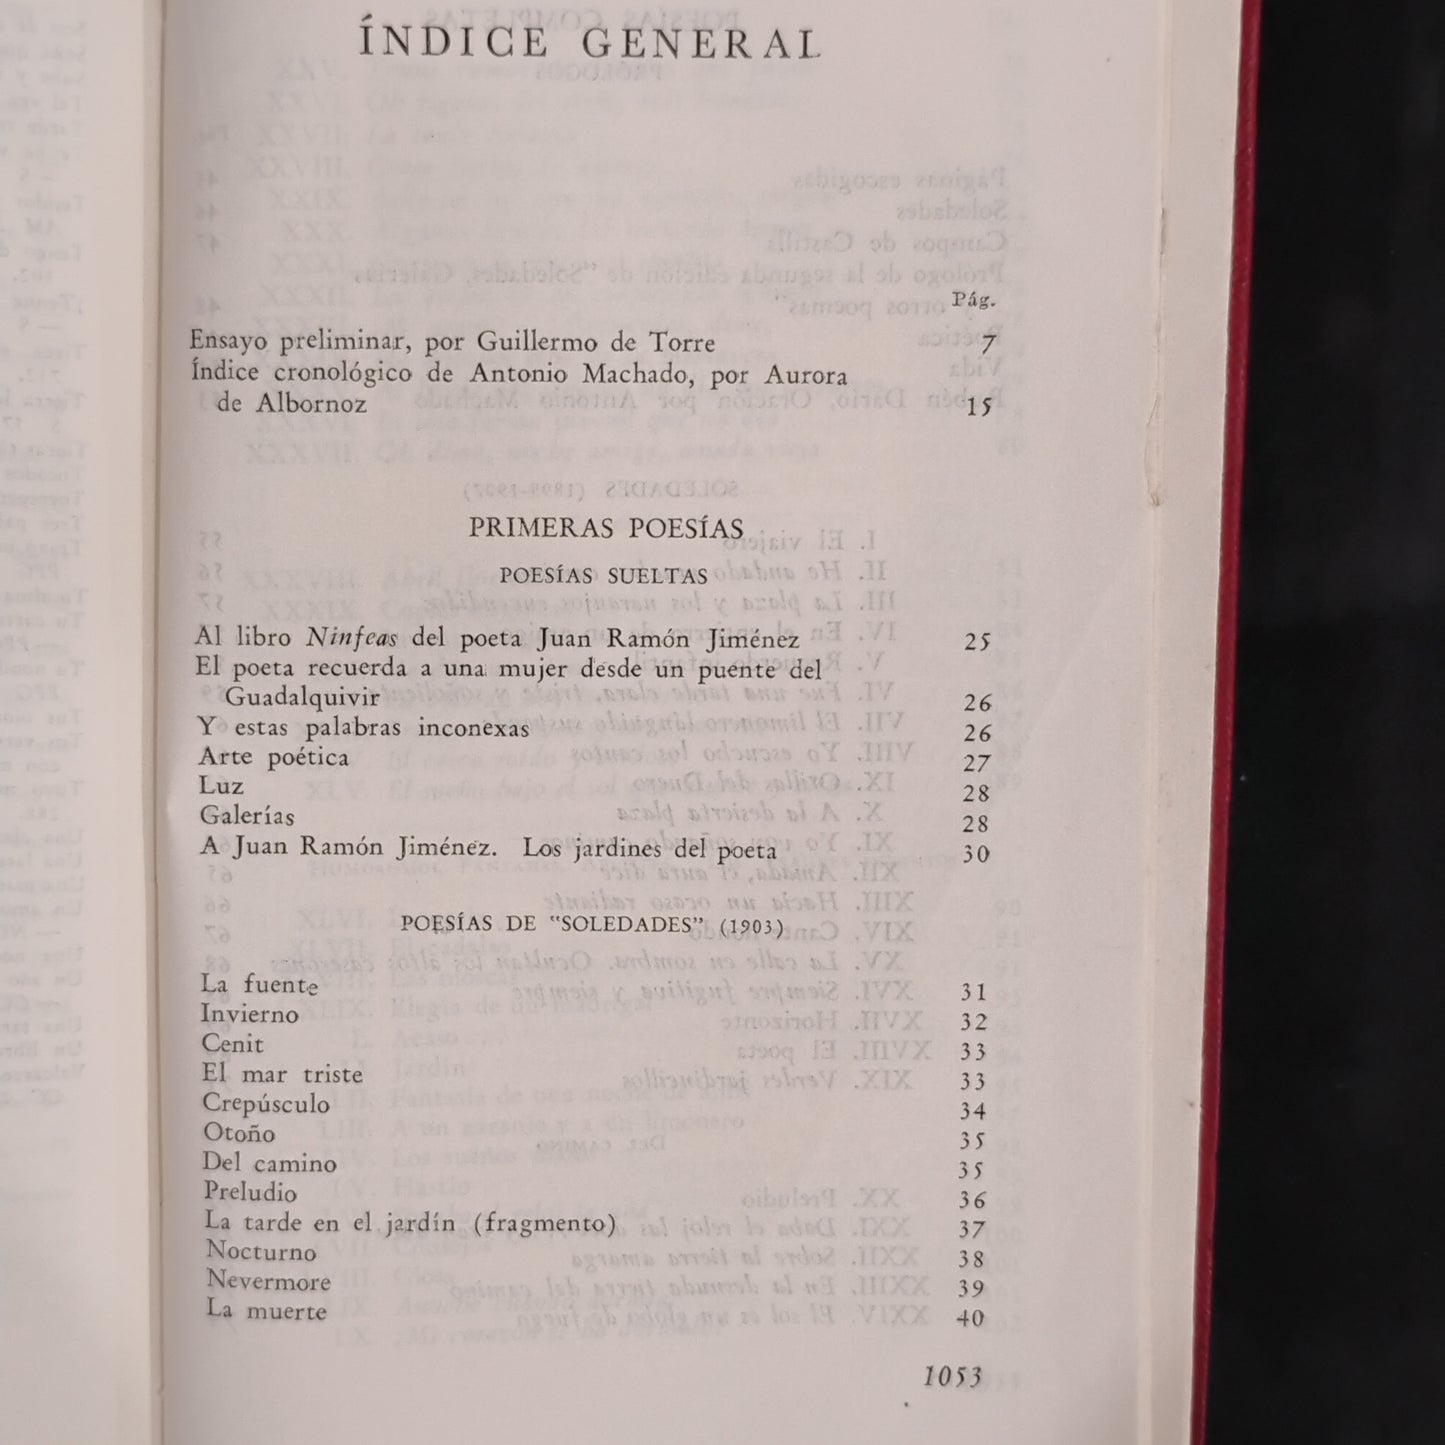 ÍNDICE GENERAL
Pág.
Ensayo preliminar, por Guillermo de Torre 7
Índice cronológico de Antonio Machado, por Aurora
de Albornoz 15
PRIMERAS POESÍAS
POESÍAS SUELTAS
Al libro Ninfeas del poeta Juan Ramón Jiménez 25
El poeta recuerda a una mujer desde un puente del
Guadalquivir 26
Y estas palabras inconexas 26
Arte poética 27
Luz 28
Galerías 28
A Juan Ramón Jiménez. Los jardines del poeta 30
POESÍAS DE "SOLEDADES" (1903)
La fuente 31
Invierno 32
Cenit 33
El mar triste 33
Crepúsculo 34
Otoño 35
Del camino 35
Preludio 36
La tarde en el jardín (fragmento) 37
Nocturno 38
Nevermore 39
La muerte 40
1053